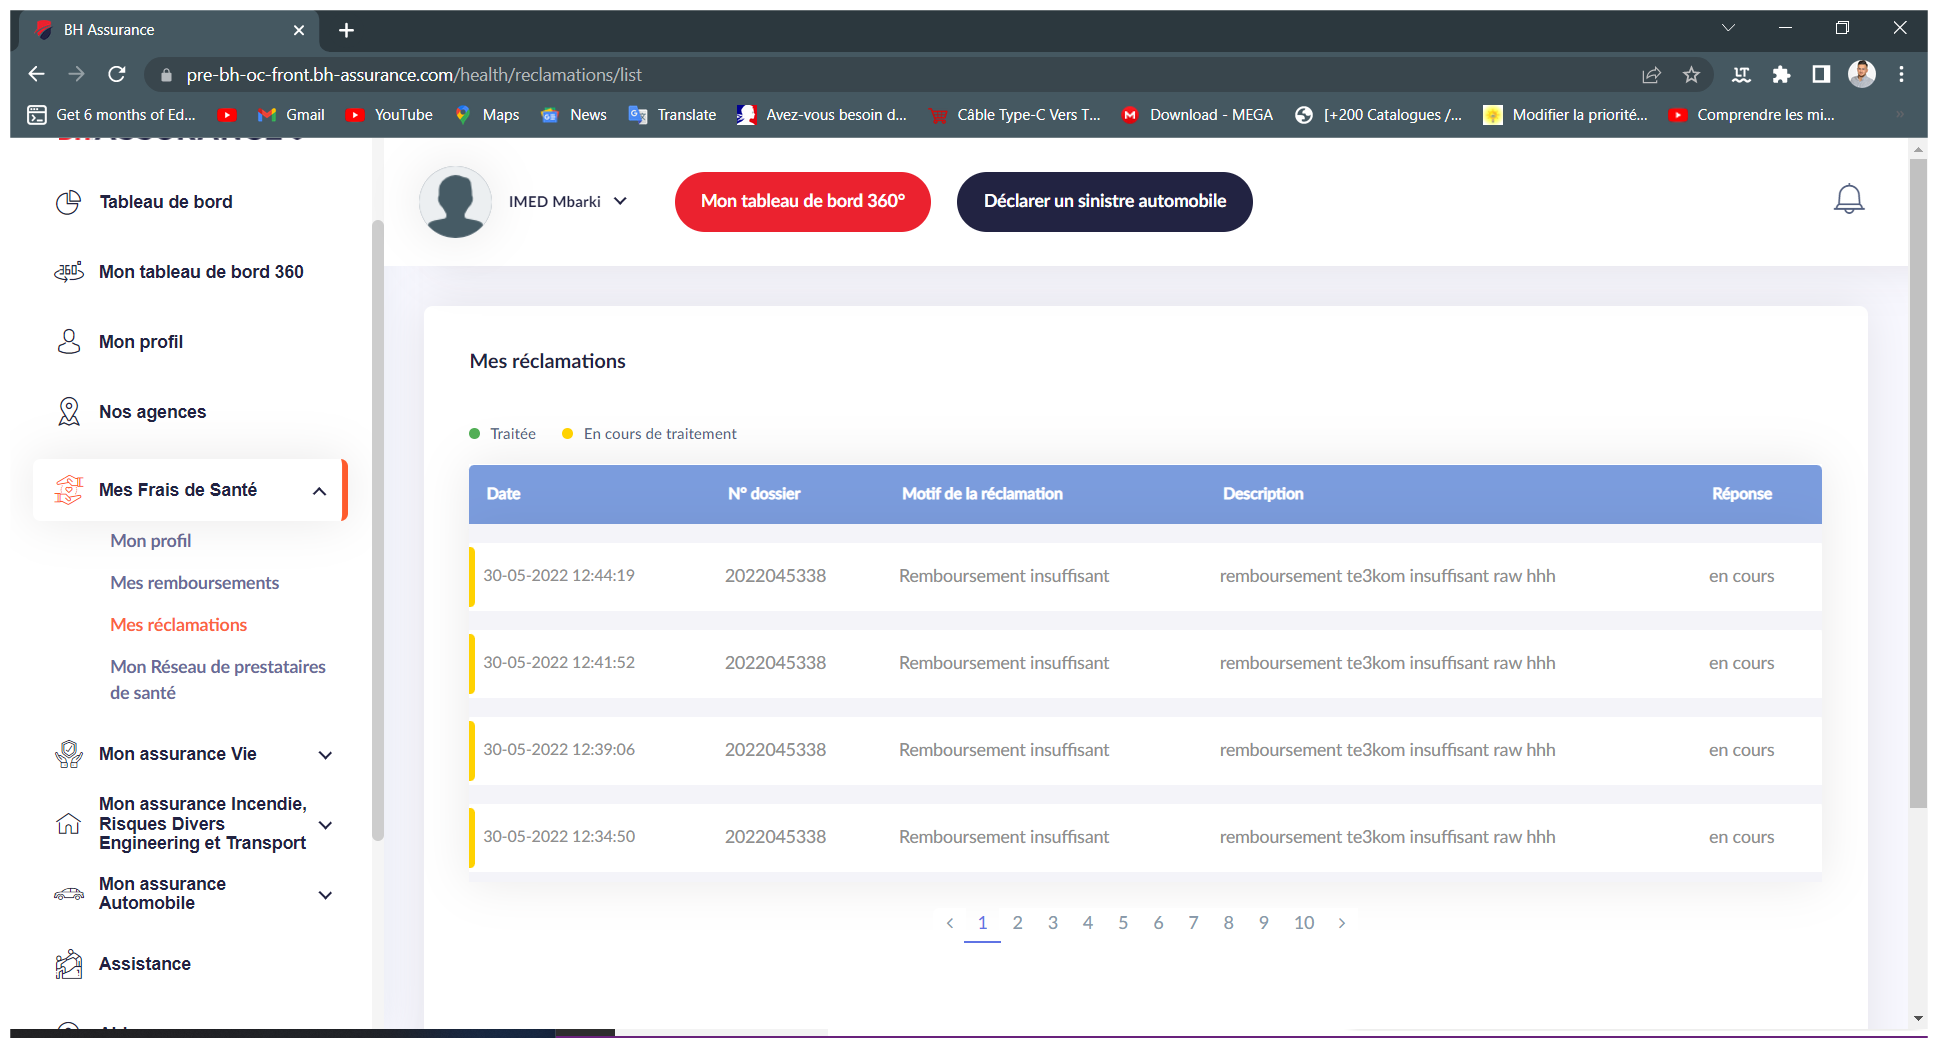 BH Assurance
pre-bh-oc-front.bh-assurance.com/health/reclamations/list
Get 6 months of Ed...
Gmail
YouTube
Maps
News
Translate
Avez-vous besoin d...
Câble Type-C Vers T...
Download - MEGA
[+200 Catalogues /...
Modifier la priorité...
Comprendre les mi...
Tableau de bord
Mon tableau de bord 360
Mon profil
Nos agences
Mes Frais de Santé
Mon profil
Mes remboursements
Mes réclamations
Mon Réseau de prestataires
de santé
Mon assurance Vie
Mon assurance Incendie,
Risques Divers
Engineering et Transport
Mon assurance
Automobile
Assistance
IMED Mbarki
Mon tableau de bord 360°
Déclarer un sinistre automobile
Mes réclamations
Traitée
En cours de traitement
Date N° dossier Motif de la réclamation Description Réponse
30-05-2022 12:44:19 2022045338 Remboursement insuffisant remboursement te3kom insuffisant raw hhh en cours
30-05-2022 12:41:52 2022045338 Remboursement insuffisant remboursement te3kom insuffisant raw hhh en cours
30-05-2022 12:39:06 2022045338 Remboursement insuffisant remboursement te3kom insuffisant raw hhh en cours
30-05-2022 12:34:50 2022045338 Remboursement insuffisant remboursement te3kom insuffisant raw hhh en cours
< 1 2 3 4 5 6 7 8 9 10 >